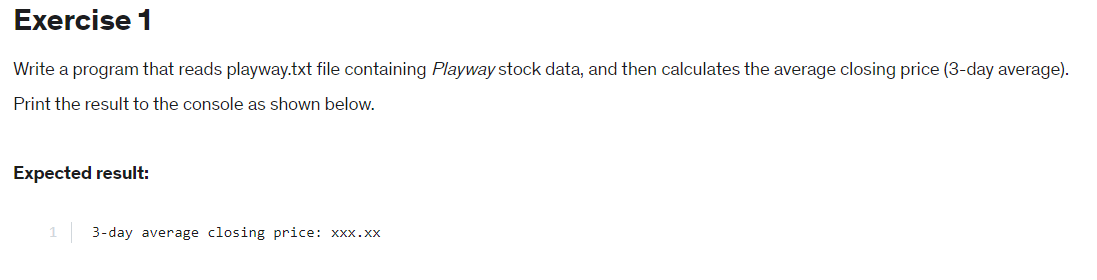 Exercise 1
Write a program that reads playway.txt file containing Playway stock data, and then calculates the average closing price (3-day average).
Print the result to the console as shown below.
Expected result:
1 3-day average closing price: xxx.xx